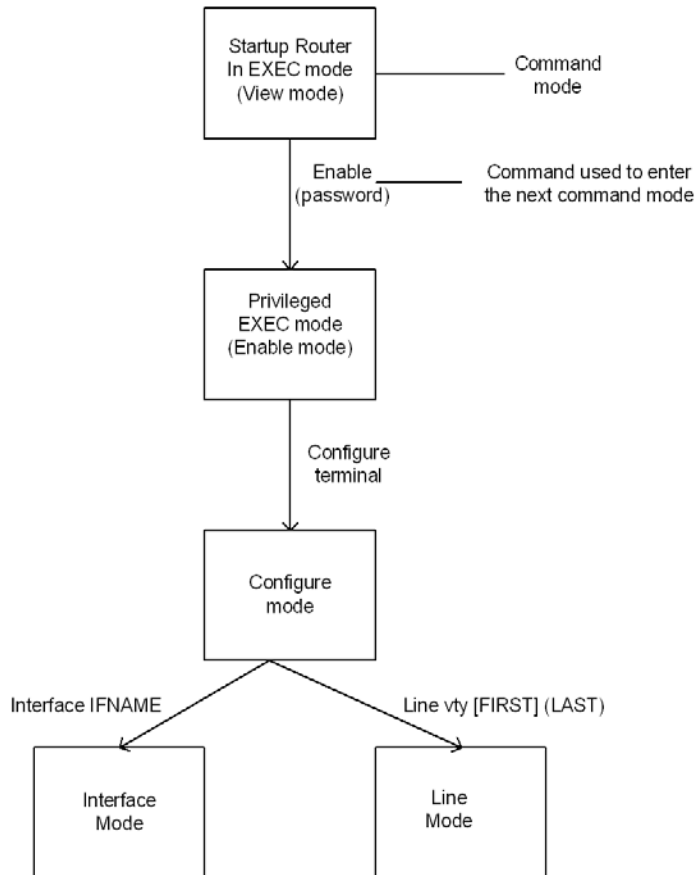 Startup Router
In EXEC mode
(View mode)
Command
mode
Enable
(password)
Command used to enter
the next command mode
Privileged
EXEC mode
(Enable mode)
Configure
terminal
Configure
mode
Interface IFNAME
Line vty [FIRST] (LAST)
Interface
Mode
Line
Mode